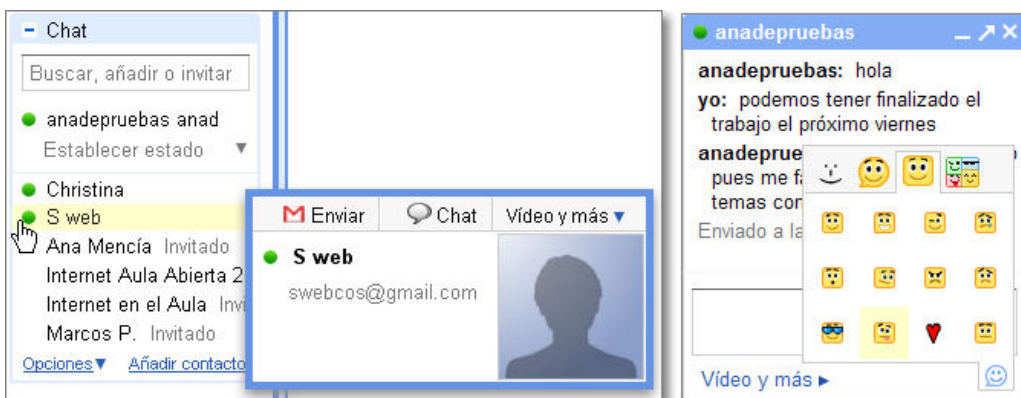 Chat
Buscar, añadir o invitar
anadepruebas anad
Establecer estado
Christina
S web
Ana Mencía Invitado
Internet Aula Abierta 2
Internet en el Aula
Marcos P. Invitado
Opciones Añadir contacto
Enviar Chat Vídeo y más
S web
swebcos@gmail.com
anadepruebas
anadepruebas: hola
yo: podemos tener finalizado el
trabajo el próximo viernes
pues me
temas
Enviado a
Vídeo y más